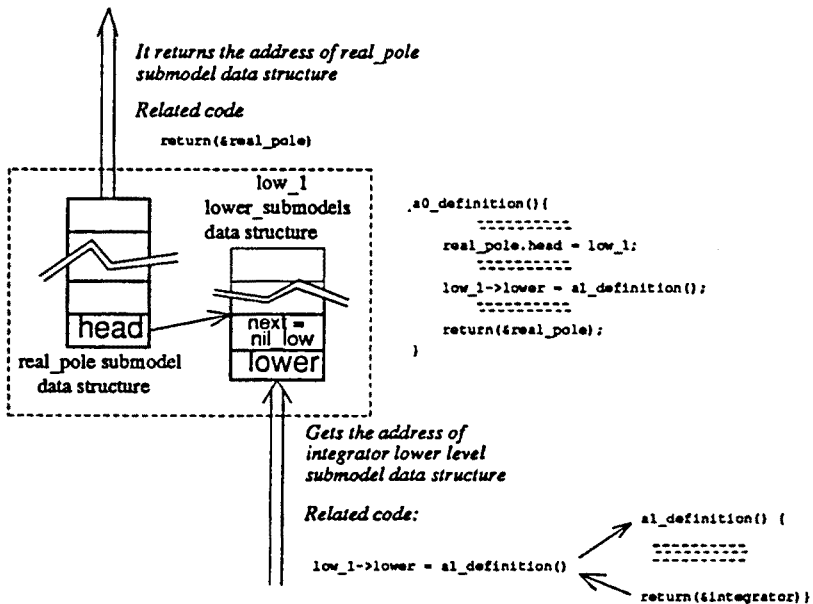 It returns the address of real_pole
submodel data structure
Related code
return(&real_pole)
low_1
lower_submodels
data structure
head
next =
nil_low
lower
real_pole submodel
data structure
a0_definition(){
real_pole.head = low_1;
low_1->lower = a1_definition();
return(&real_pole);
}
Gets the address of
integrator lower level
submodel data structure
Related code:
low_1->lower = a1_definition()
a1_definition() {
return(&integrator)}